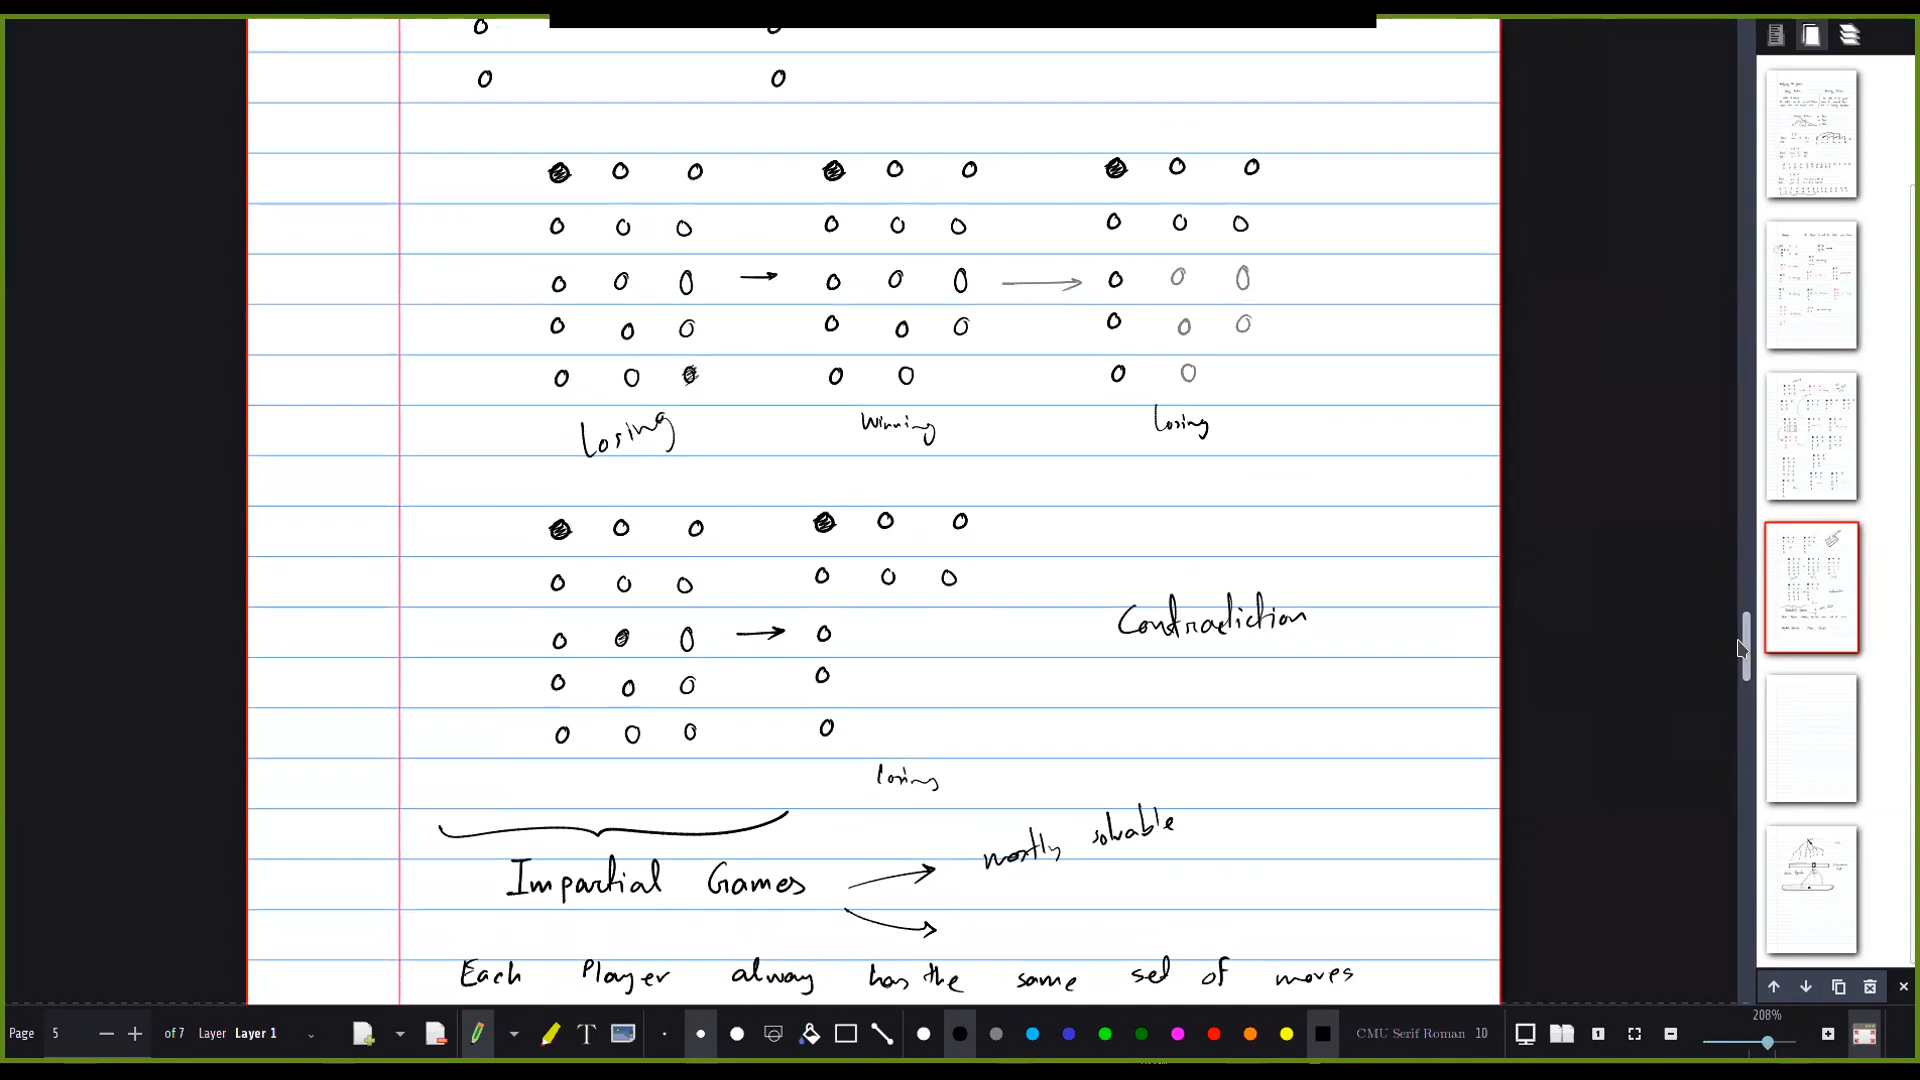 Losing
Winning
Losing
Contradiction
losing
mostly solvable
Impartial Games
Each Player alway has the same set of moves
Page 5 of 7 Layer Layer 1
CMU Serif Roman 10
208%